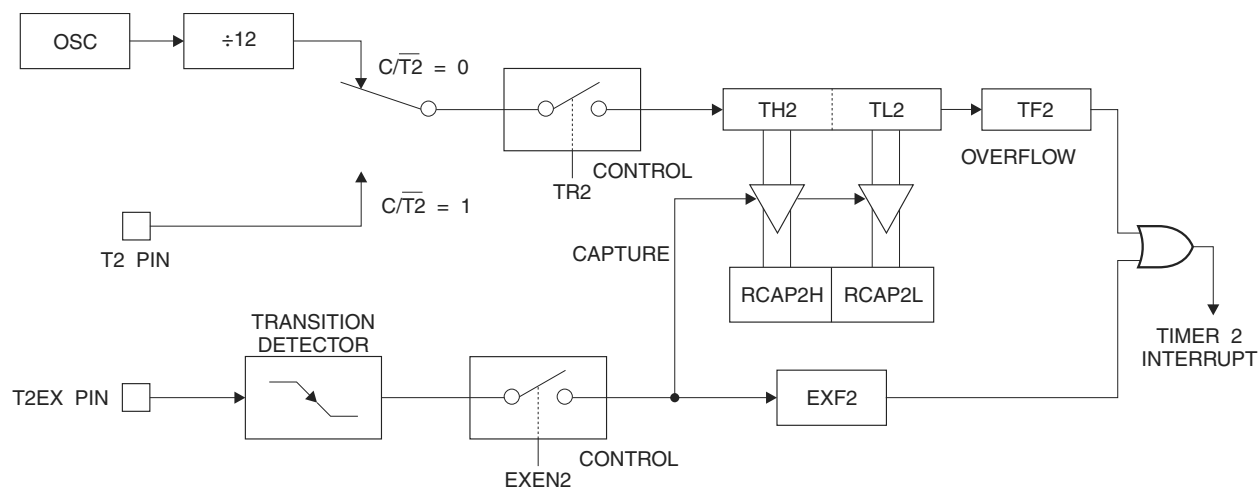 OSC
÷12
C/T2̅ = 0
TH2
TL2
TF2
CONTROL
OVERFLOW
TR2
C/T2̅ = 1
T2 PIN
CAPTURE
RCAP2H
RCAP2L
TRANSITION
DETECTOR
TIMER 2
INTERRUPT
T2EX PIN
EXF2
CONTROL
EXEN2